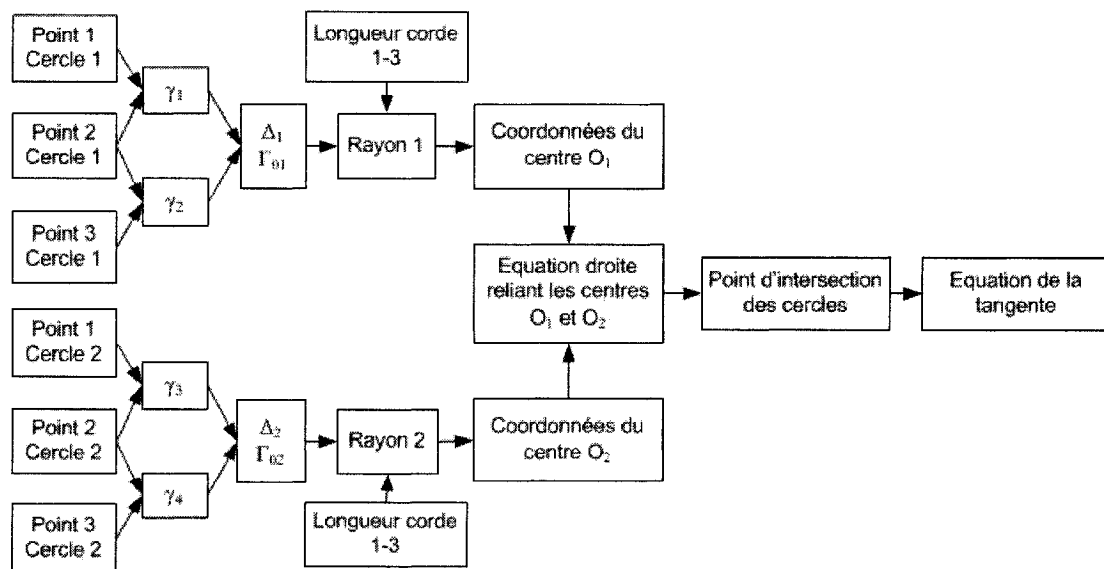 Point 1
Cercle 1
Point 2
Cercle 1
Point 3
Cercle 1
γ₁
γ₂
Δ₁
Γ₀₁
Longueur corde
1-3
Rayon 1
Coordonnées du
centre O₁
Equation droite
reliant les centres
O₁ et O₂
Point d'intersection
des cercles
Equation de la
tangente
Point 1
Cercle 2
Point 2
Cercle 2
Point 3
Cercle 2
γ₃
γ₄
Δ₂
Γ₀₂
Rayon 2
Longueur corde
1-3
Coordonnées du
centre O₂